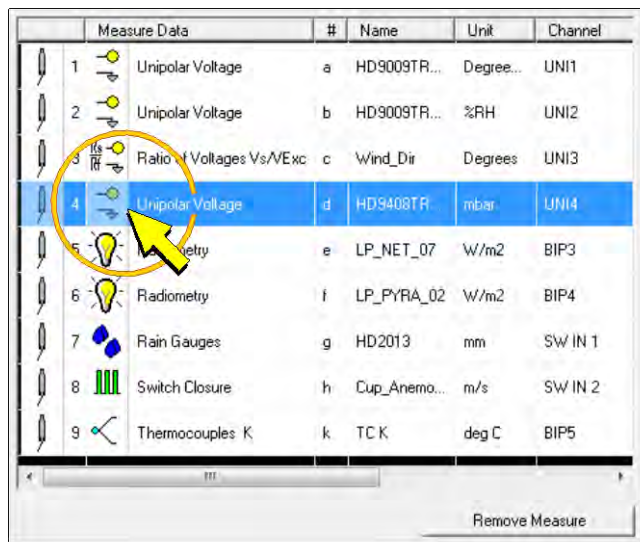 Measure Data # Name Unit Channel
1 Unipolar Voltage a HD9009TR... Degree... UNI1
2 Unipolar Voltage b HD9009TR... %RH UNI2
3 Rs Rf Ratio of Voltages Vs/VExc c Wind_Dir Degrees UNI3
4 Unipolar Voltage d HD9408TR... mbar UNI4
5 e LP_NET_07 W/m2 BIP3
6 Radiometry f LP_PYRA_02 W/m2 BIP4
7 Rain Gauges g HD2013 mm SW IN 1
8 Switch Closure h Cup_Anemo... m/s SW IN 2
9 Thermocouples K k TC K deg C BIP5
Remove Measure